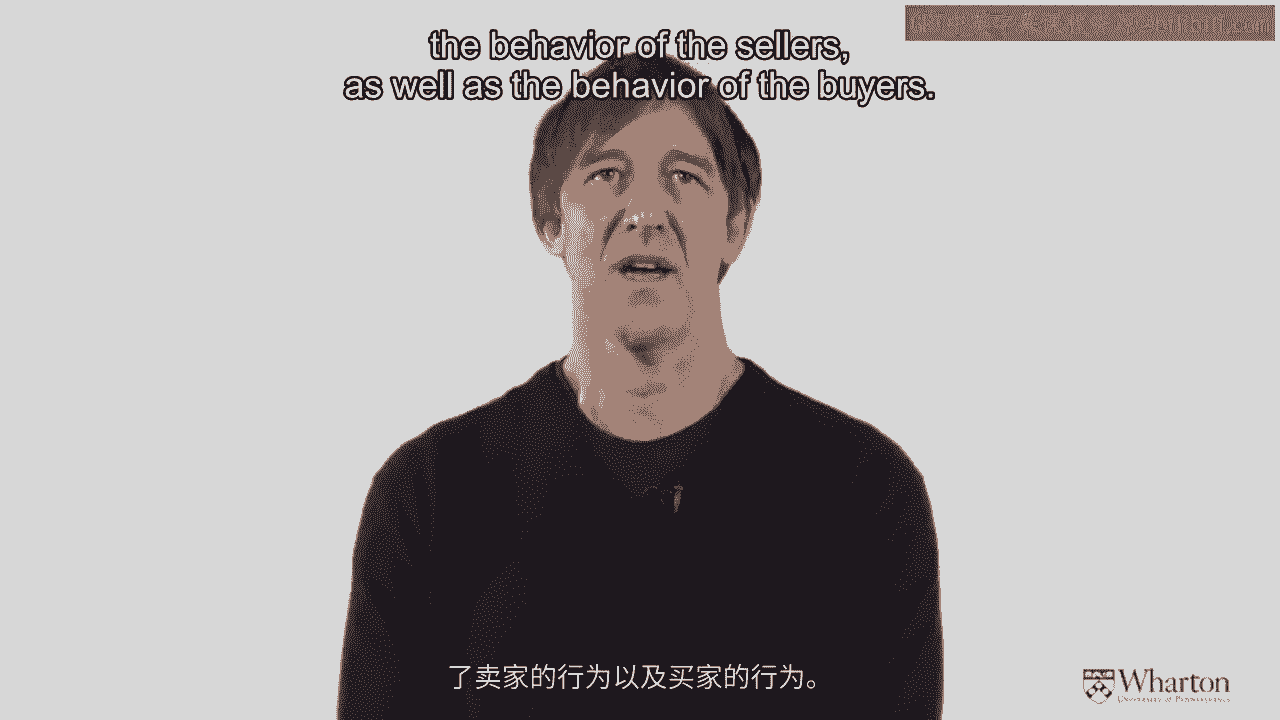 the behavior of the sellers,
as well as the behavior of the buyers.
了卖家的行为以及买家的行为。
Wharton